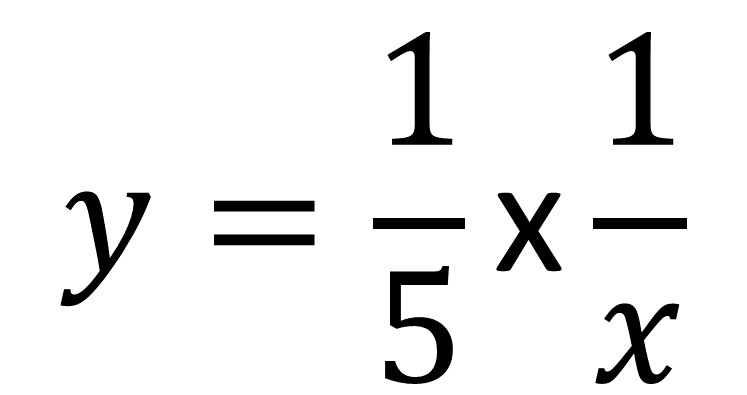 y = 1/5 x 1/x